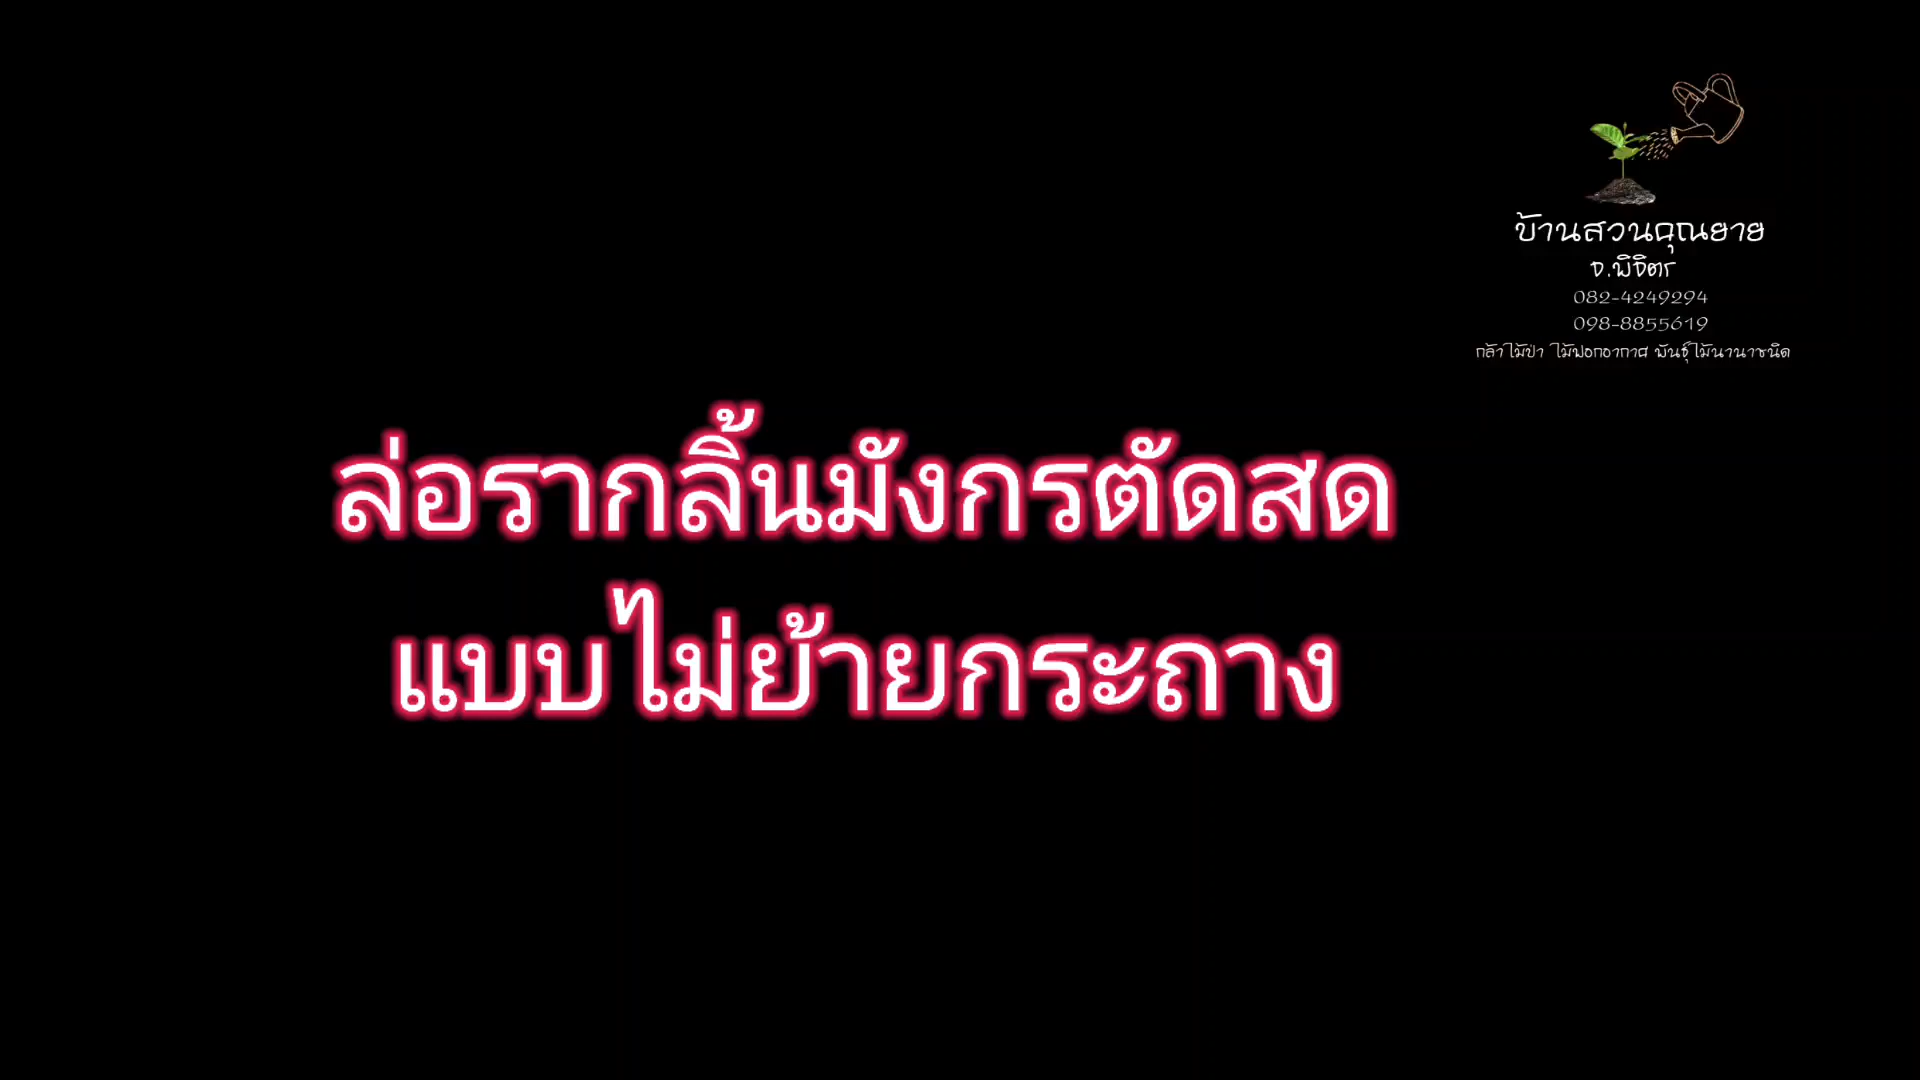 บ้านสวนคุณยาย
จ.พิจิตร
082-4249294
098-8855619
กล้าไม้ป่า ไม้ฟอกอากาศ พันธุ์ไม้นานาชนิด
ล่อรากลิ้นมังกรตัดสด
แบบไม่ย้ายกระถาง